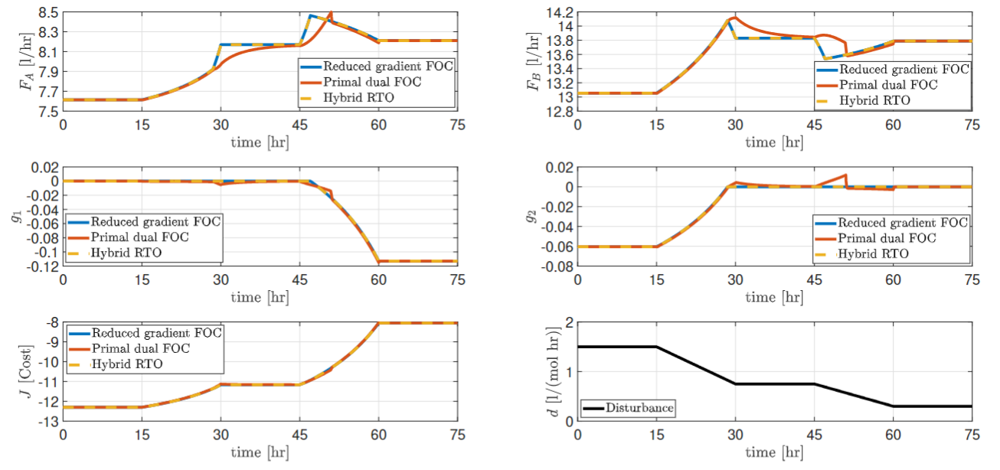 8.5
8.3
8.1
7.9
7.7
7.5
F_A [l/hr]
Reduced gradient FOC
Primal dual FOC
Hybrid RTO
0 15 30 45 60 75
time [hr]
14.2
14
13.8
13.6
13.4
13.2
13
12.8
F_B [l/hr]
Reduced gradient FOC
Primal dual FOC
Hybrid RTO
0 15 30 45 60 75
time [hr]
0.02
0
-0.02
-0.04
-0.06
-0.08
-0.1
-0.12
g_1
Reduced gradient FOC
Primal dual FOC
Hybrid RTO
0 15 30 45 60 75
time [hr]
0.02
0
-0.02
-0.04
-0.06
-0.08
g_2
Reduced gradient FOC
Primal dual FOC
Hybrid RTO
0 15 30 45 60 75
time [hr]
-8
-9
-10
-11
-12
-13
J [Cost]
Reduced gradient FOC
Primal dual FOC
Hybrid RTO
0 15 30 45 60 75
time [hr]
2
1
0
d [l/(mol hr)]
Disturbance
0 15 30 45 60 75
time [hr]